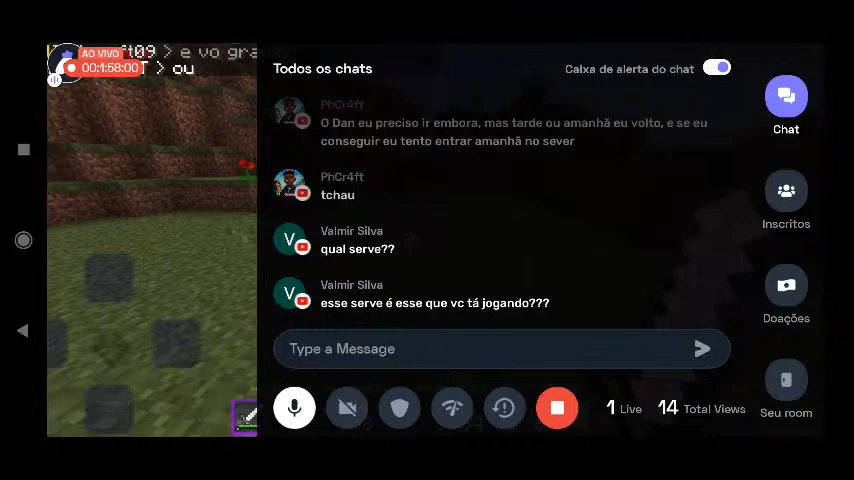 ft09 > e vo gra
AO VIVO
00:1:58:00
T > ou
Todos os chats
Caixa de alerta do chat
PhCr4ft
O Dan eu preciso ir embora, mas tarde ou amanhã eu volto, e se eu
conseguir eu tento entrar amanhã no sever
PhCr4ft
tchau
Valmir Silva
qual serve??
Valmir Silva
esse serve é esse que vc tá jogando???
Type a Message
1 Live 14 Total Views
Chat
Inscritos
Doações
Seu room
V
V